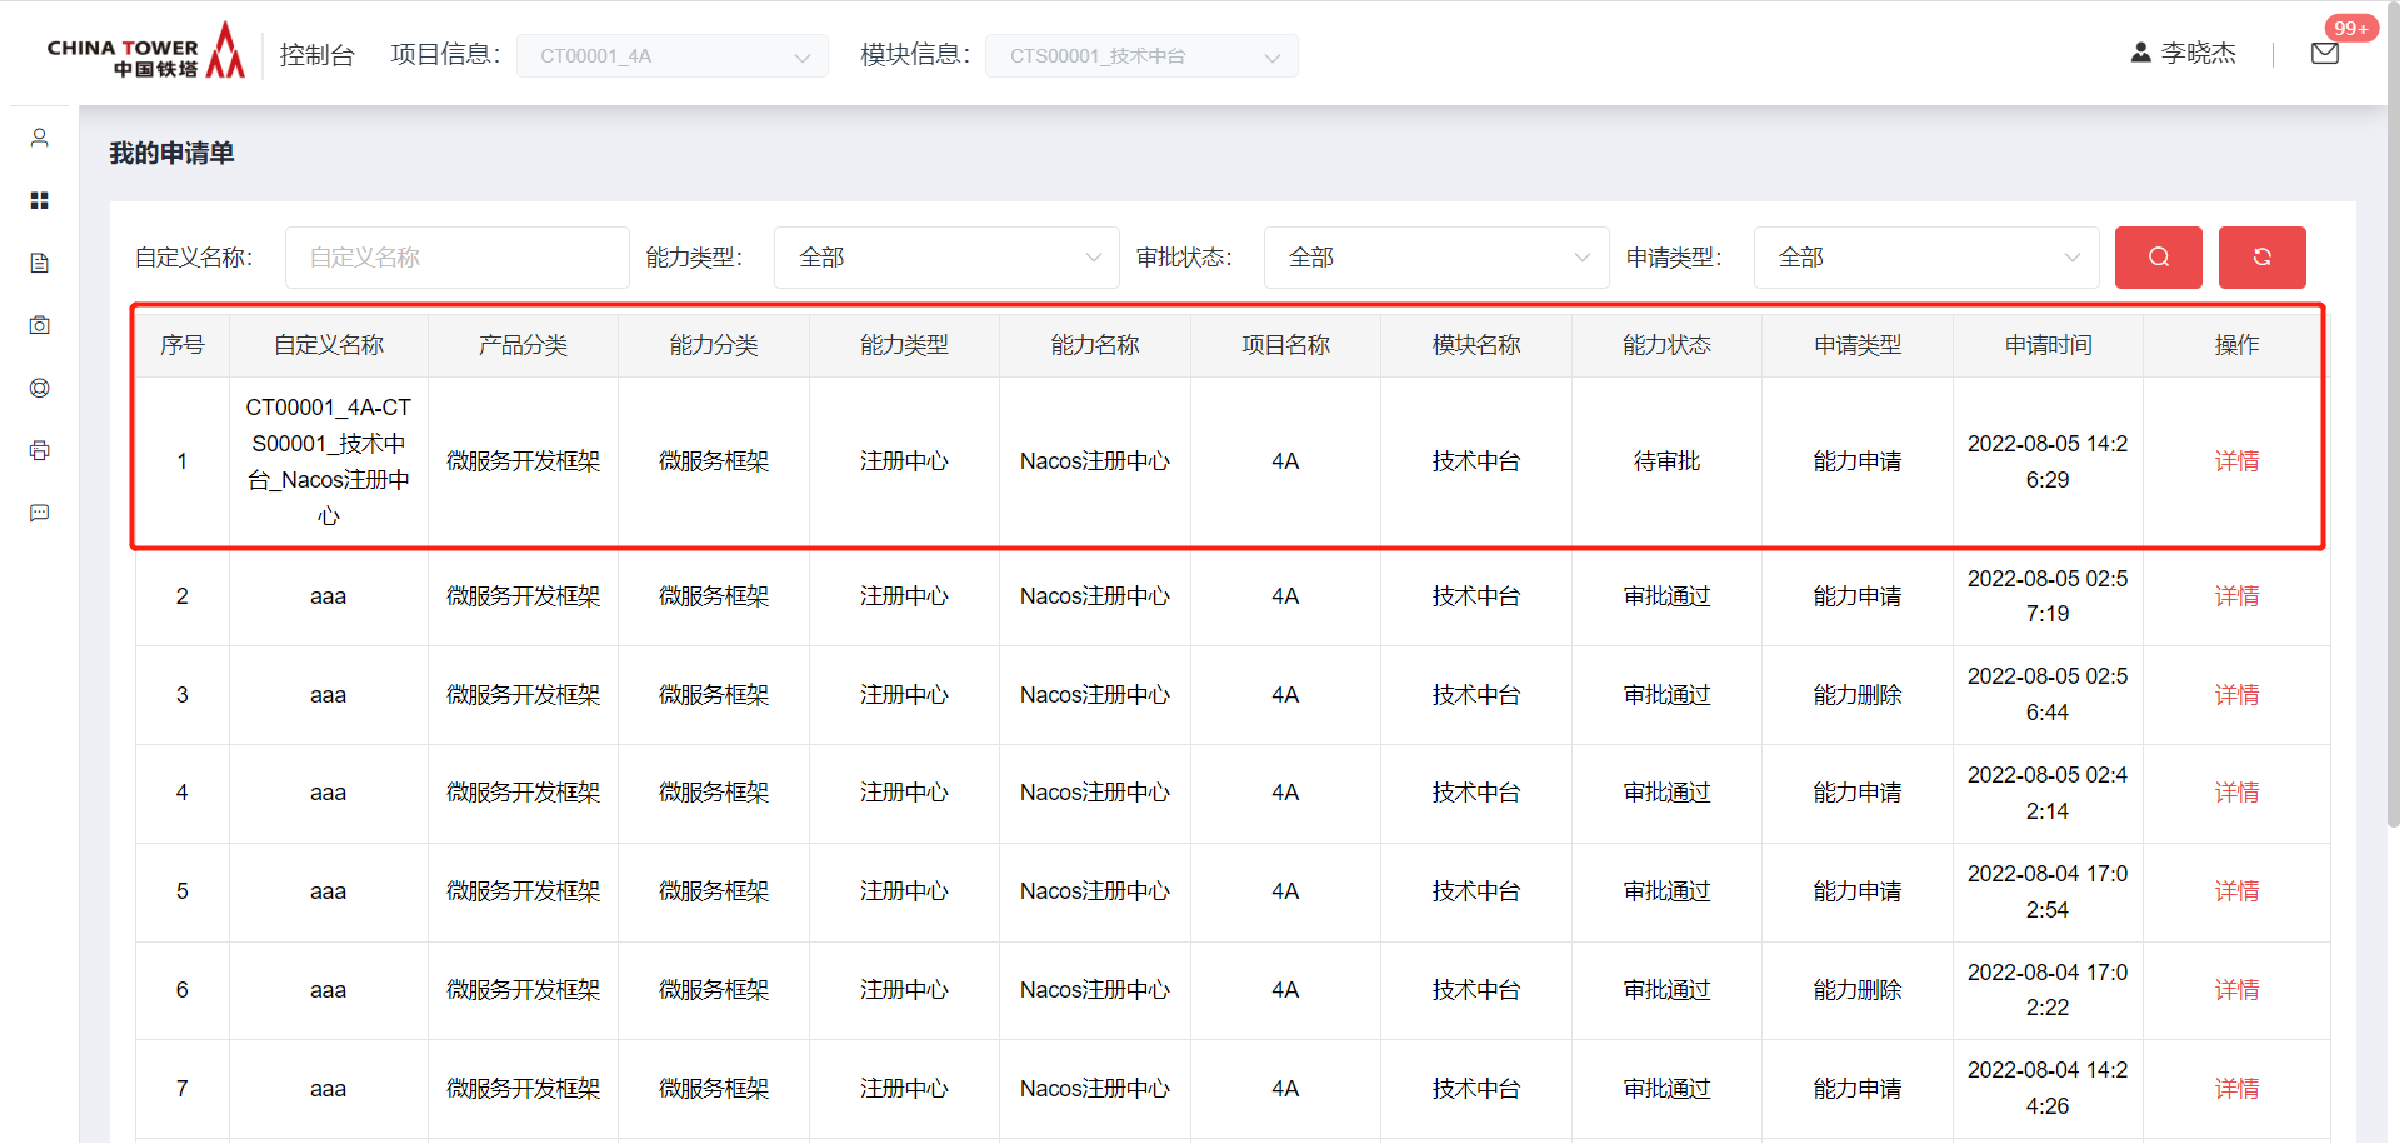 CHINA TOWER
中国铁塔
控制台
项目信息:
CT00001_4A
模块信息:
CTS00001_技术中台
李晓杰
99+
我的申请单
自定义名称:
自定义名称
能力类型:
全部
审批状态:
全部
申请类型:
全部
序号 自定义名称 产品分类 能力分类 能力类型 能力名称 项目名称 模块名称 能力状态 申请类型 申请时间 操作
CT00001_4A-CT
S00001_技术中
台_Nacos注册中
心
1 微服务开发框架 微服务框架 注册中心 Nacos注册中心 4A 技术中台 待审批 能力申请
2022-08-05 14:2
6:29
详情
2 aaa 微服务开发框架 微服务框架 注册中心 Nacos注册中心 4A 技术中台 审批通过 能力申请
2022-08-05 02:5
7:19
详情
3 aaa 微服务开发框架 微服务框架 注册中心 Nacos注册中心 4A 技术中台 审批通过 能力删除
2022-08-05 02:5
6:44
详情
4 aaa 微服务开发框架 微服务框架 注册中心 Nacos注册中心 4A 技术中台 审批通过 能力申请
2022-08-05 02:4
2:14
详情
5 aaa 微服务开发框架 微服务框架 注册中心 Nacos注册中心 4A 技术中台 审批通过 能力申请
2022-08-04 17:0
2:54
详情
6 aaa 微服务开发框架 微服务框架 注册中心 Nacos注册中心 4A 技术中台 审批通过 能力删除
2022-08-04 17:0
2:22
详情
7 aaa 微服务开发框架 微服务框架 注册中心 Nacos注册中心 4A 技术中台 审批通过 能力申请
2022-08-04 14:2
4:26
详情